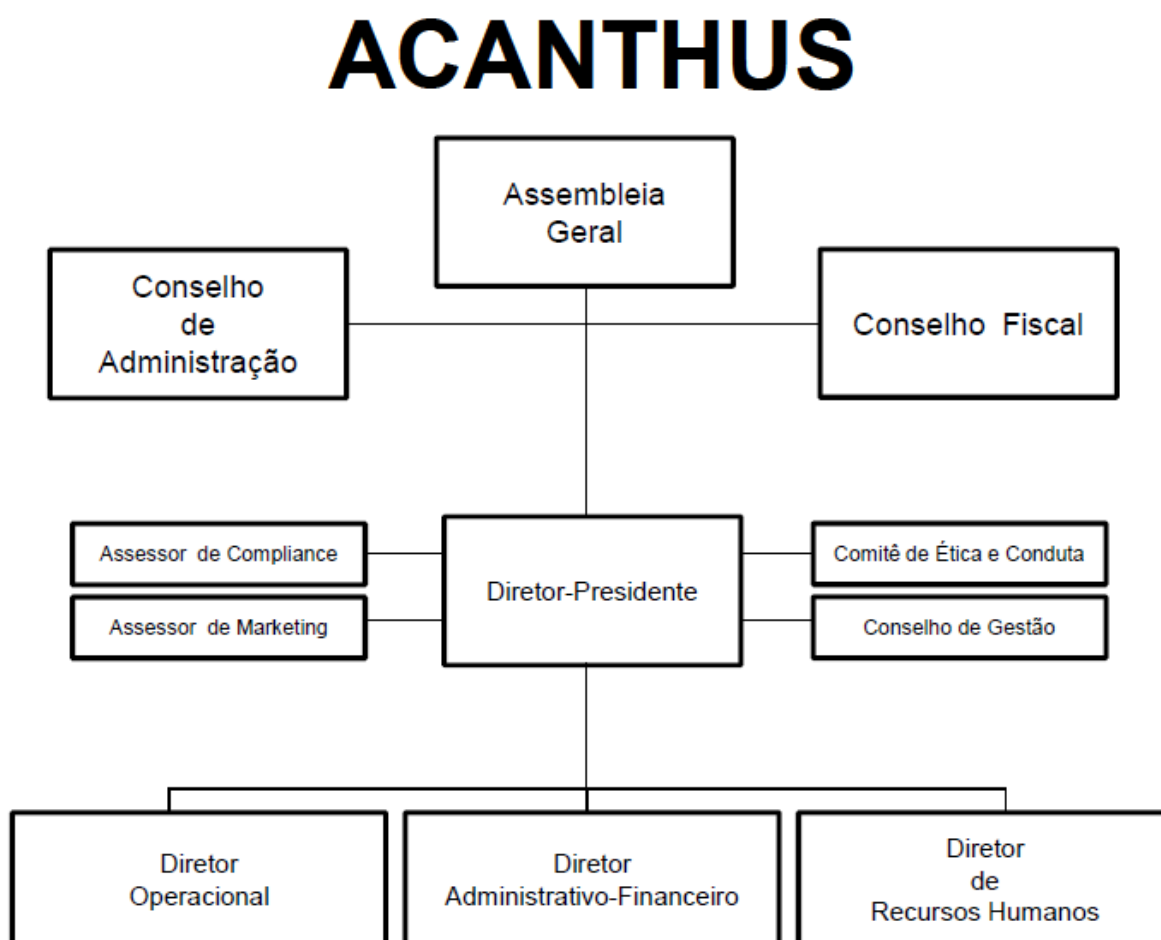 ACANTHUS
Assembleia
Geral
Conselho
de
Administração
Conselho Fiscal
Assessor de Compliance
Assessor de Marketing
Diretor-Presidente
Comitê de Ética e Conduta
Conselho de Gestão
Diretor
Operacional
Diretor
Administrativo-Financeiro
Diretor
de
Recursos Humanos